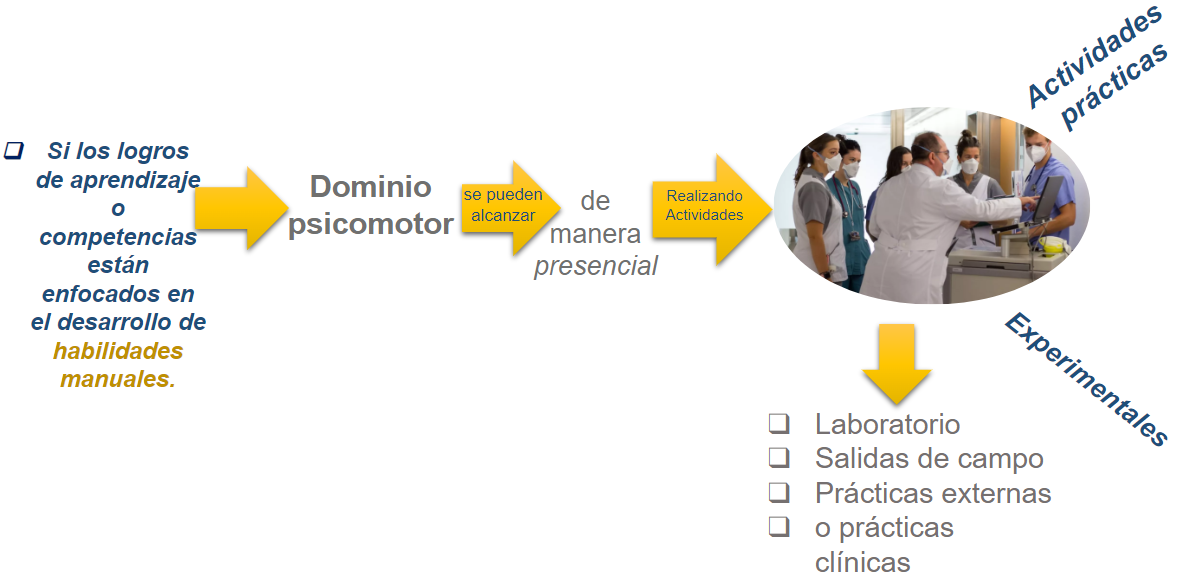 ❑ Si los logros
de aprendizaje
o
competencias
están
enfocados en
el desarrollo de
habilidades
manuales.
Dominio
psicomotor
se pueden
alcanzar
de
manera
presencial
Realizando
Actividades
Actividades
prácticas
Experimentales
❑ Laboratorio
❑ Salidas de campo
❑ Prácticas externas
❑ o prácticas
clínicas